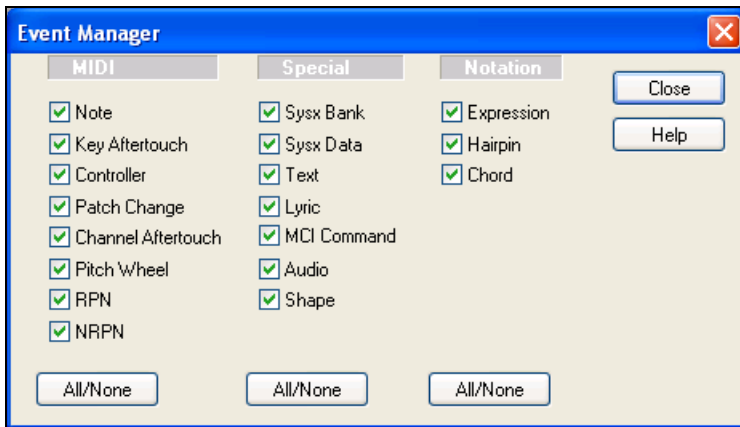 Event Manager
MIDI
Special
Notation
Close
Help
Note
Sysx Bank
Expression
Key Aftertouch
Sysx Data
Hairpin
Controller
Text
Chord
Patch Change
Lyric
Channel Aftertouch
MCI Command
Pitch Wheel
Audio
RPN
Shape
NRPN
All/None
All/None
All/None